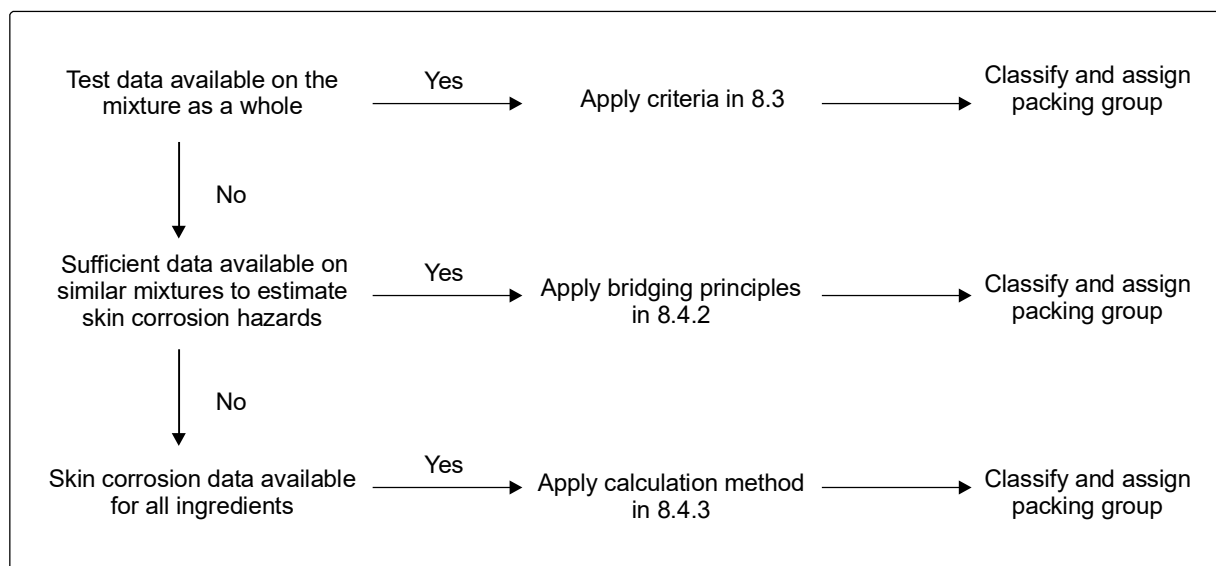 Test data available on the
mixture as a whole
Yes
Apply criteria in 8.3
Classify and assign
packing group
No
Sufficient data available on
similar mixtures to estimate
skin corrosion hazards
Yes
Apply bridging principles
in 8.4.2
Classify and assign
packing group
No
Skin corrosion data available
for all ingredients
Yes
Apply calculation method
in 8.4.3
Classify and assign
packing group